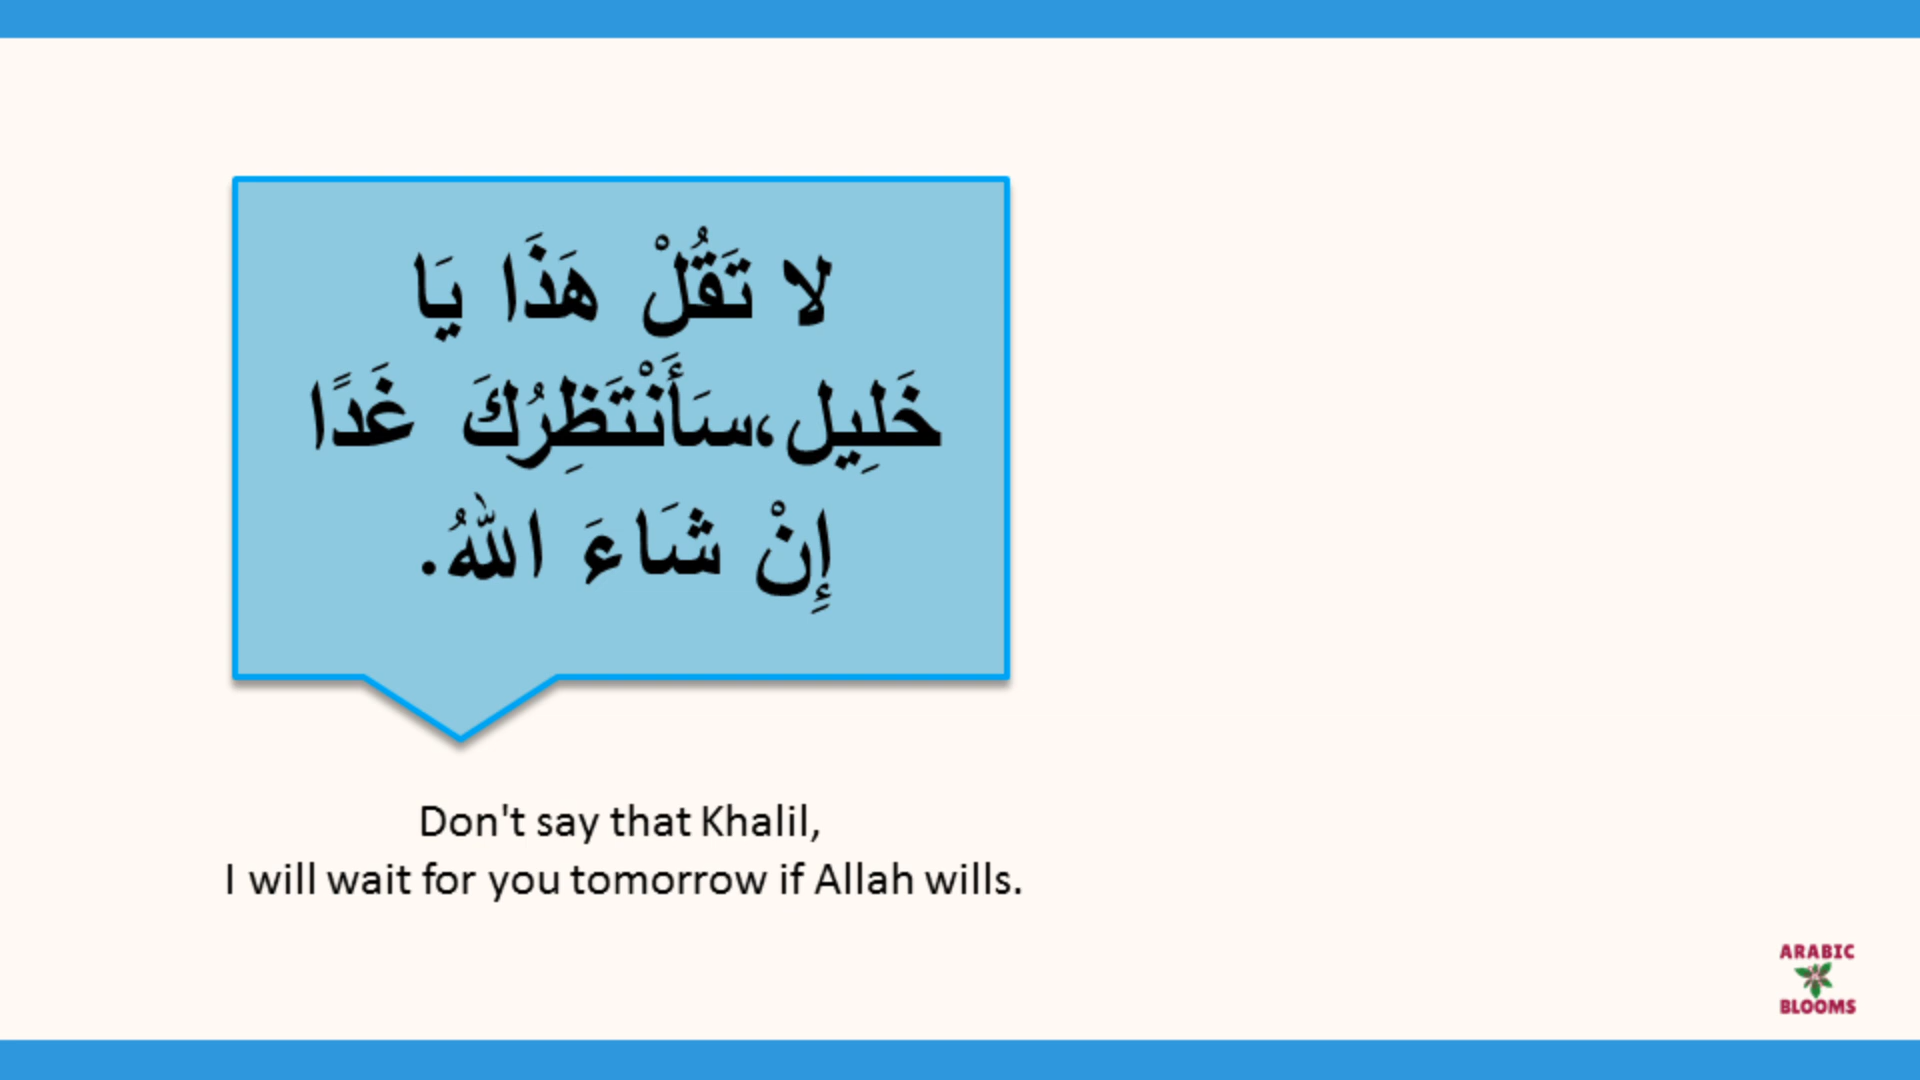 لا تَقُلْ هَذَا يَا
خَلِيل،سَأَنْتَظِرُكَ غَدًا
إِنْ شَاءَ اللهُ.
Don't say that Khalil,
I will wait for you tomorrow if Allah wills.
ARABIC
BLOOMS